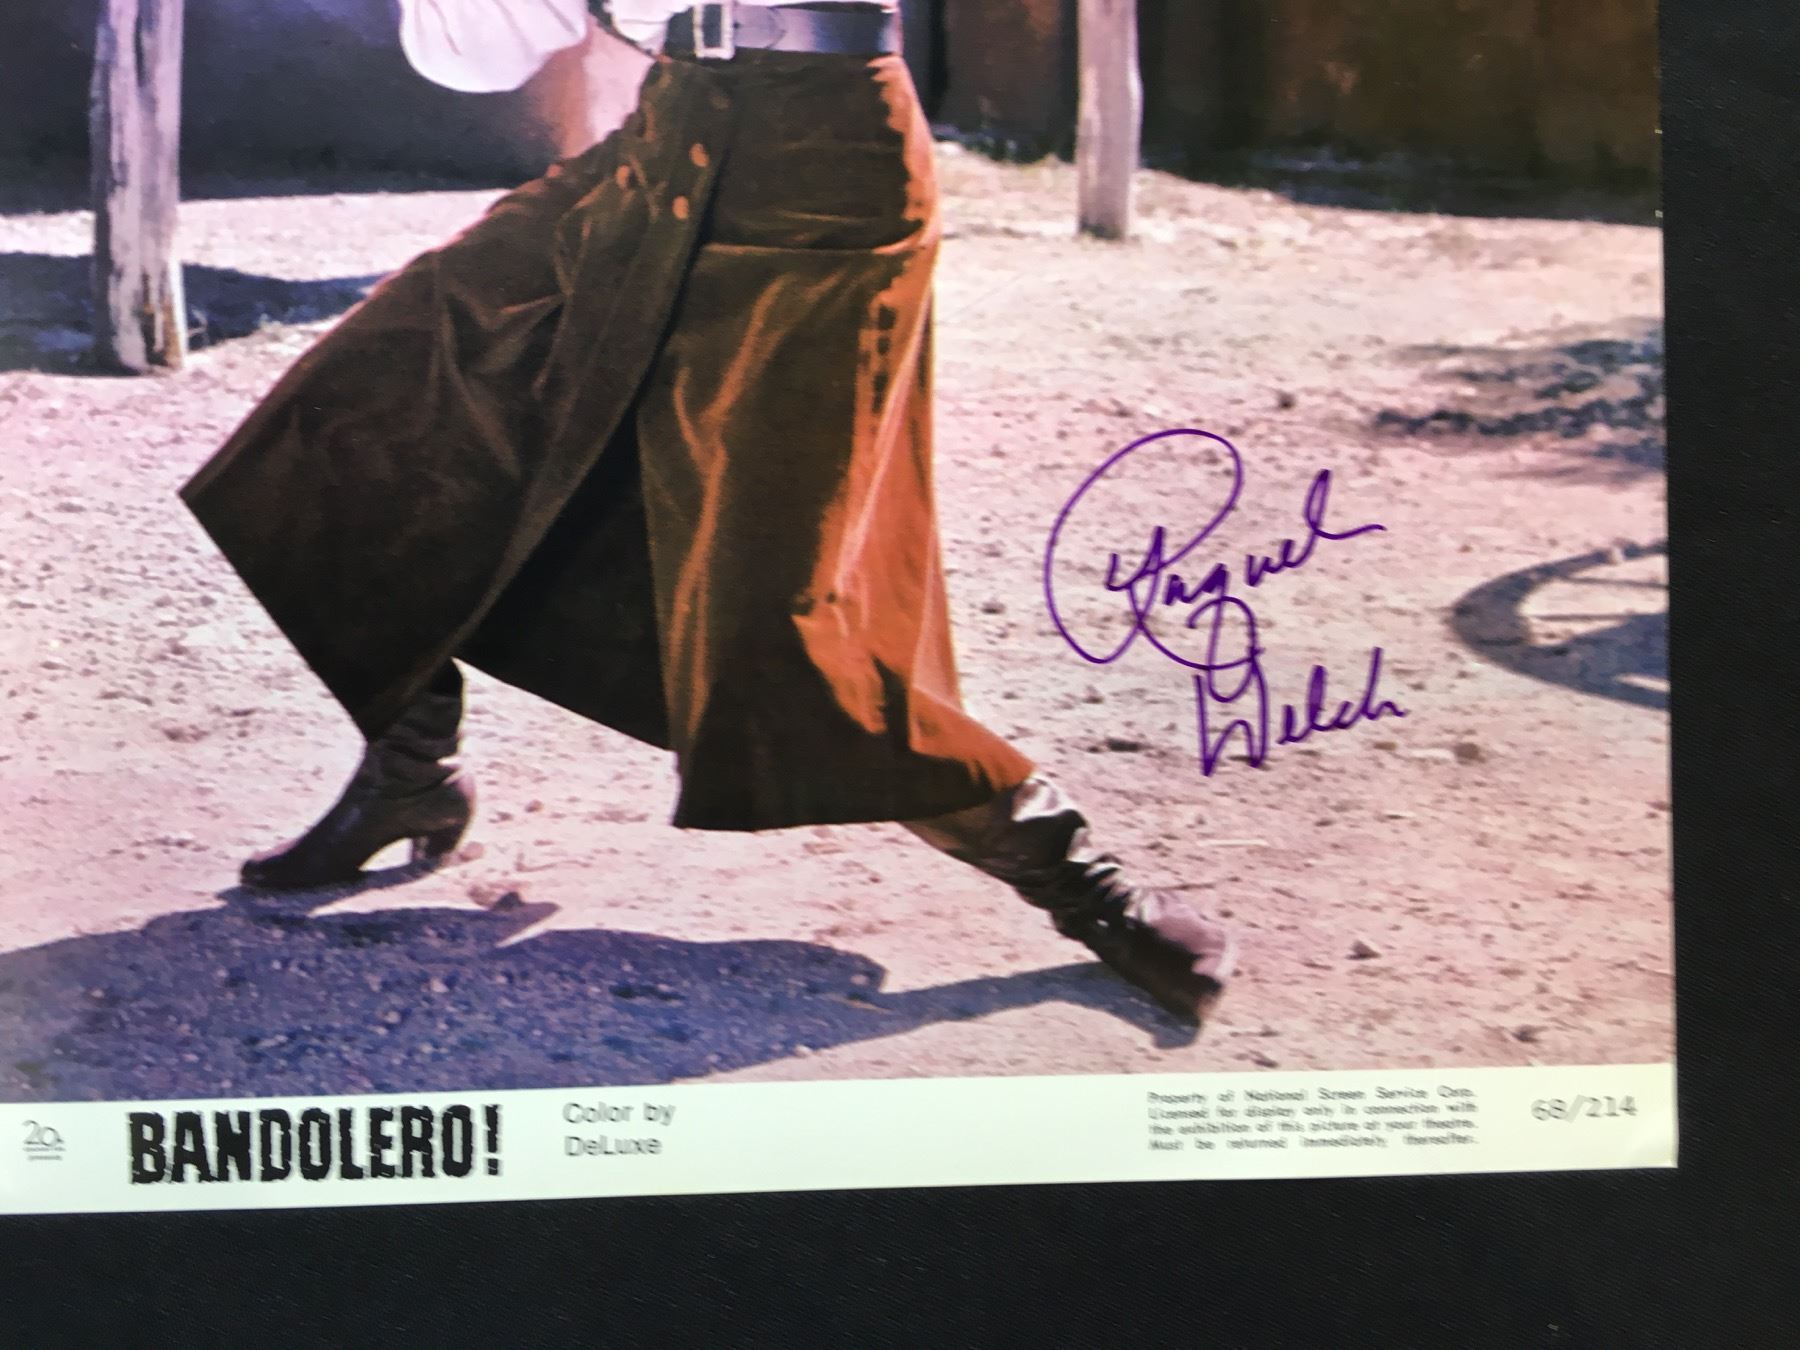 Raquel
Welch
20th
BANDOLERO!
Color by
DeLuxe
Property of National Screen Service Corp.
Licensed for display only in connection with
the exhibition of this picture at your theatre.
Must be returned immediately thereafter.
68/214